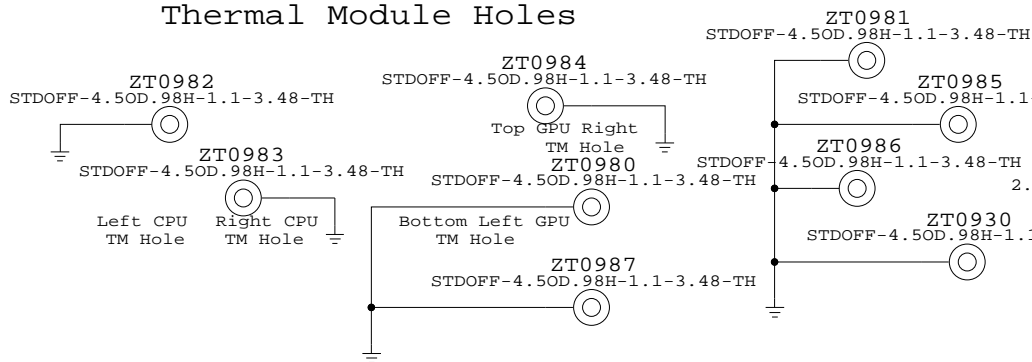 Thermal Module Holes
ZT0981
STDOFF-4.5OD.98H-1.1-3.48-TH
ZT0984
STDOFF-4.5OD.98H-1.1-3.48-TH
ZT0982
STDOFF-4.5OD.98H-1.1-3.48-TH
ZT0985
STDOFF-4.5OD.98H-1.1-
Top GPU Right
TM Hole
ZT0983
STDOFF-4.5OD.98H-1.1-3.48-TH
ZT0986
STDOFF-4.5OD.98H-1.1-3.48-TH
ZT0980
STDOFF-4.5OD.98H-1.1-3.48-TH
2.
Left CPU
TM Hole
Right CPU
TM Hole
Bottom Left GPU
TM Hole
ZT0930
STDOFF-4.5OD.98H-1.1
ZT0987
STDOFF-4.5OD.98H-1.1-3.48-TH